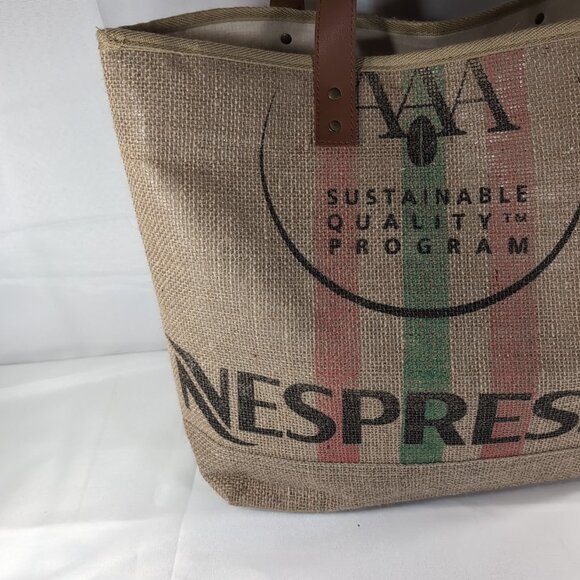 AAA
SUSTAINABLE
QUALITY™
PROGRAM
NESPRES